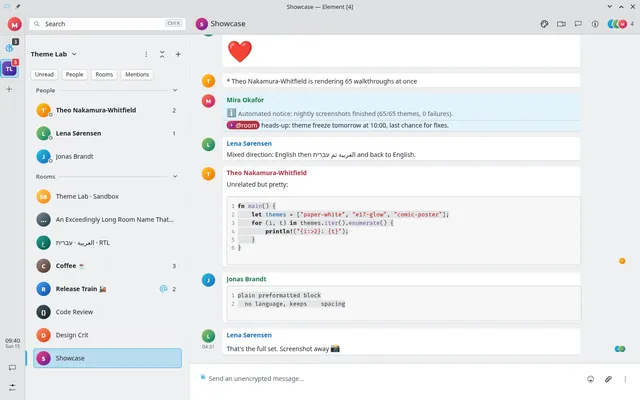 Showcase — Element [4]
M
Search
Ctrl K
S
Showcase
4
3
5
TL
Theme Lab
Unread
People
Rooms
Mentions
People
T
Theo Nakamura-Whitfield
2
L
Lena Sørensen
1
J
Jonas Brandt
Rooms
ST
Theme Lab · Sandbox
...
An Exceedingly Long Room Name That...
العربية · עברית · RTL
C
Coffee ☕
3
R
Release Train 🚂
@ 2
{}
Code Review
D
Design Crit
S
Showcase
09:40
Sun 15
❤️
T
* Theo Nakamura-Whitfield is rendering 65 walkthroughs at once
M
Mira Okafor
ℹ️ Automated notice: nightly screenshots finished (65/65 themes, 0 failures).
@room heads-up: theme freeze tomorrow at 10:00, last chance for fixes.
L
Lena Sørensen
Mixed direction: English then العربية ثم עברית and back to English.
T
Theo Nakamura-Whitfield
Unrelated but pretty:
1 fn main() {
2     let themes = ["paper-white", "e17-glow", "comic-poster"];
3     for (i, t) in themes.iter().enumerate() {
4         println!("{i:>2}: {t}");
5     }
6 }
J
Jonas Brandt
1 plain preformatted block
2   no language, keeps    spacing
L
Lena Sørensen
04:31
That's the full set. Screenshot away 📸
Send an unencrypted message...